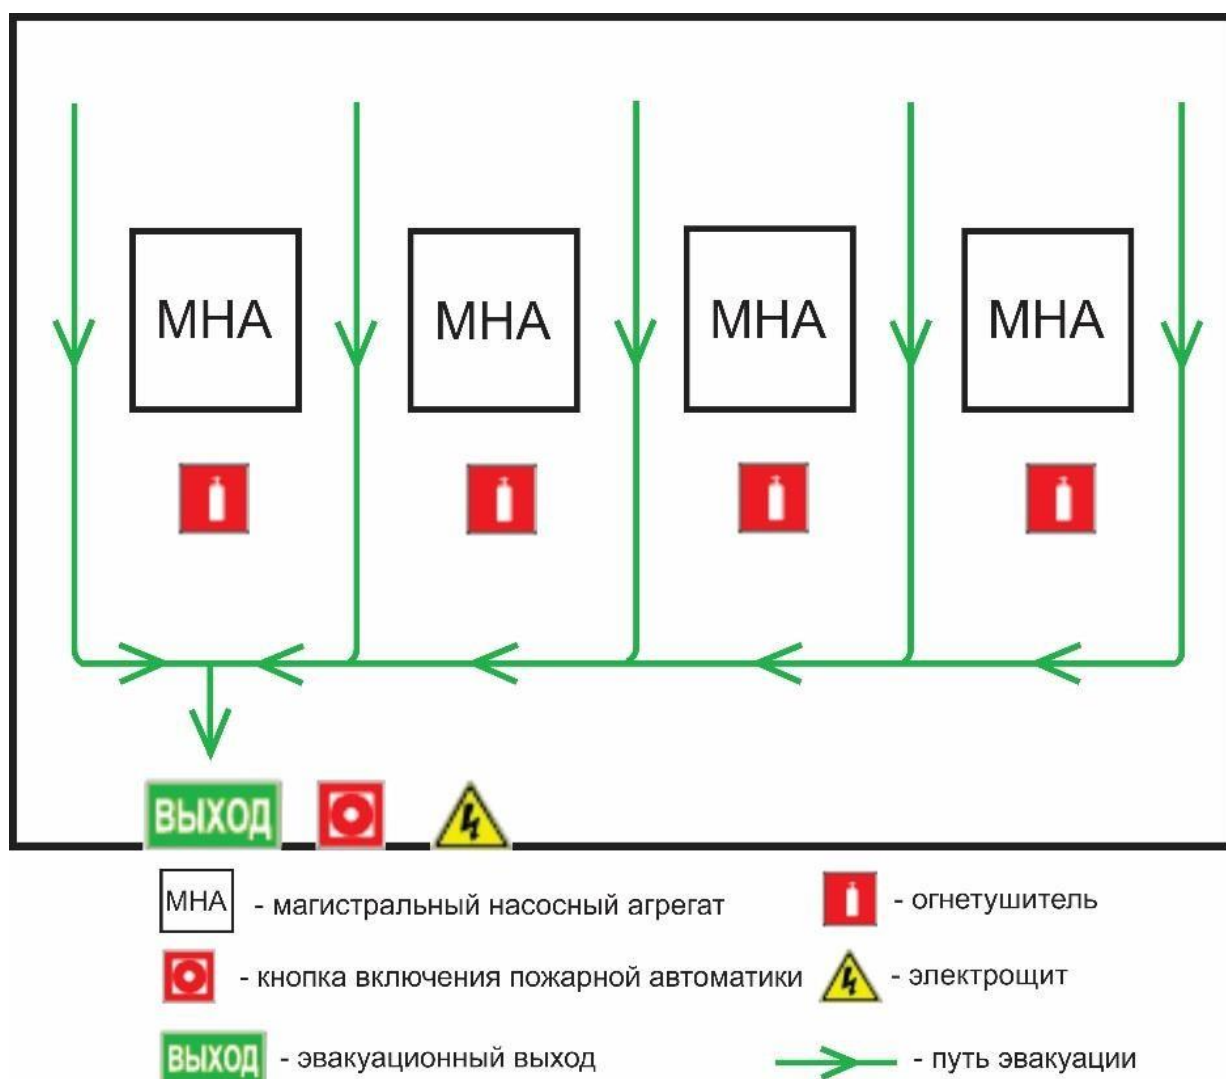 МНА МНА МНА МНА
ВЫХОД
МНА - магистральный насосный агрегат
- огнетушитель
- кнопка включения пожарной автоматики
- электрощит
ВЫХОД - эвакуационный выход
- путь эвакуации